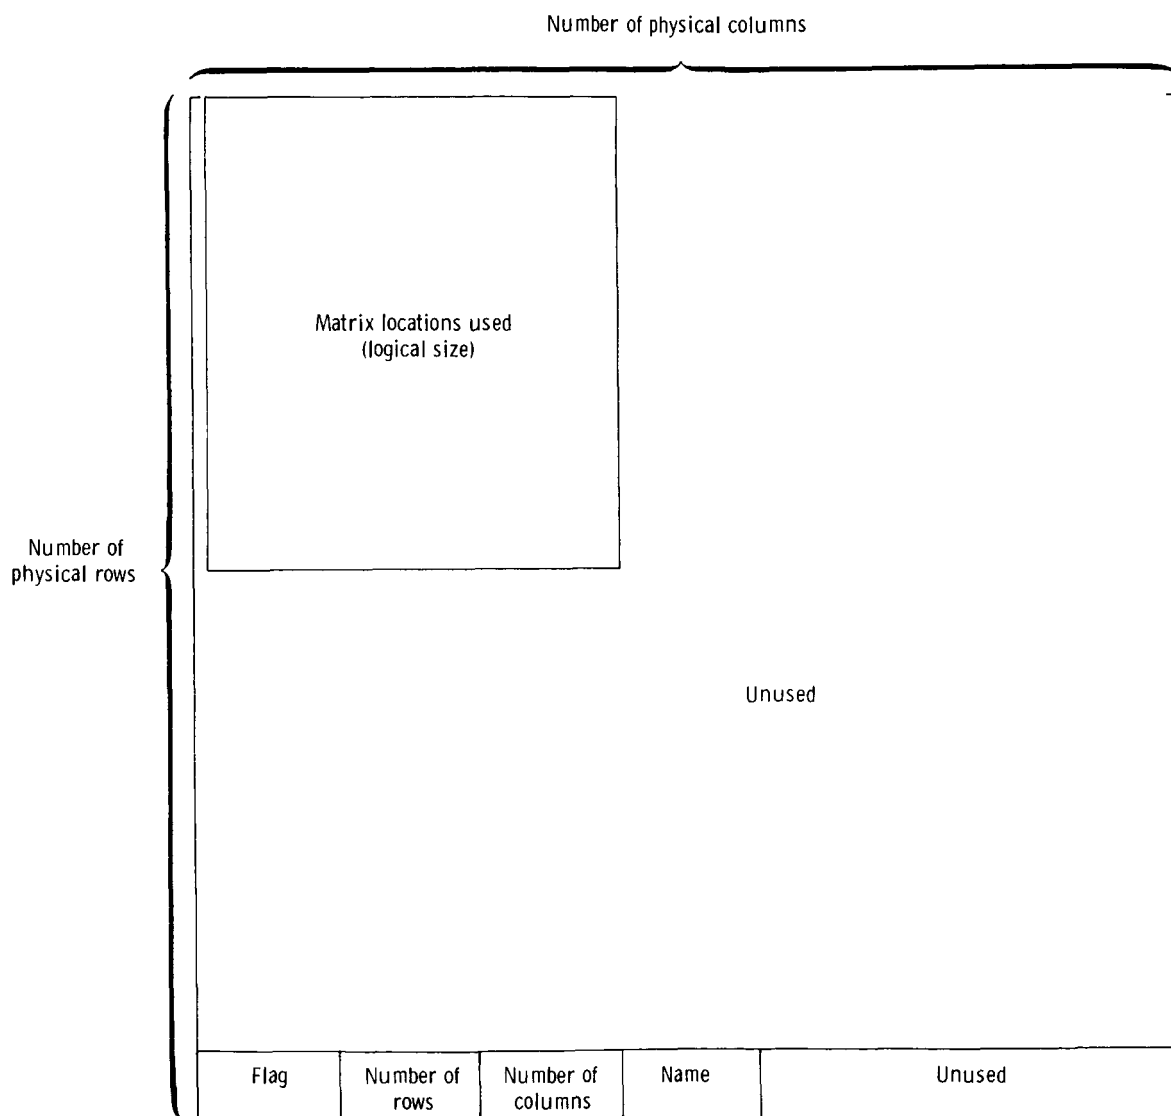 Number of physical columns
Matrix locations used
(logical size)
Number of
physical rows
Unused
Flag
Number of
rows
Number of
columns
Name
Unused